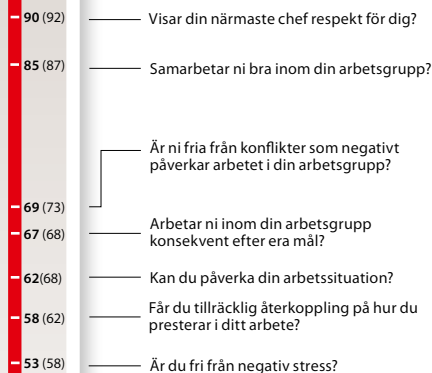 90 (92) Visar din närmaste chef respekt för dig?
85 (87) Samarbetar ni bra inom din arbetsgrupp?
Är ni fria från konflikter som negativt
påverkar arbetet i din arbetsgrupp?
69 (73)
Arbetar ni inom din arbetsgrupp
67 (68) konsekvent efter era mål?
62(68) Kan du påverka din arbetssituation?
Får du tillräcklig återkoppling på hur du
58 (62) presterar i ditt arbete?
53 (58) Är du fri från negativ stress?